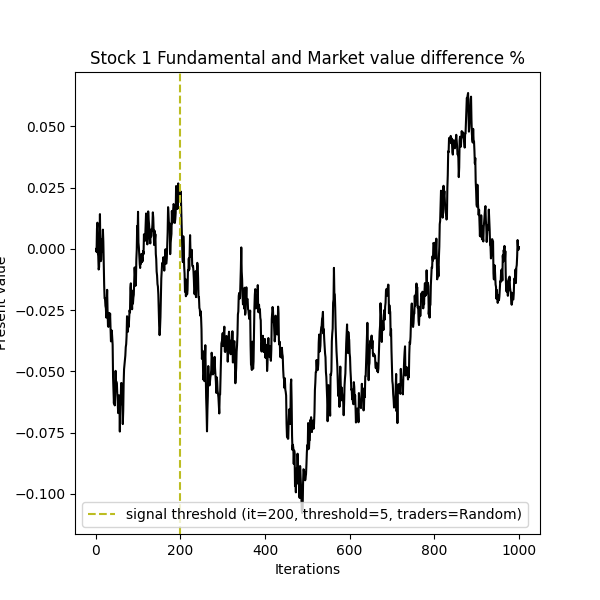 Stock 1 Fundamental and Market value difference %
0.050
0.025
0.000
−0.025
−0.050
−0.075
−0.100
Present value
signal threshold (it=200, threshold=5, traders=Random)
0 200 400 600 800 1000
Iterations